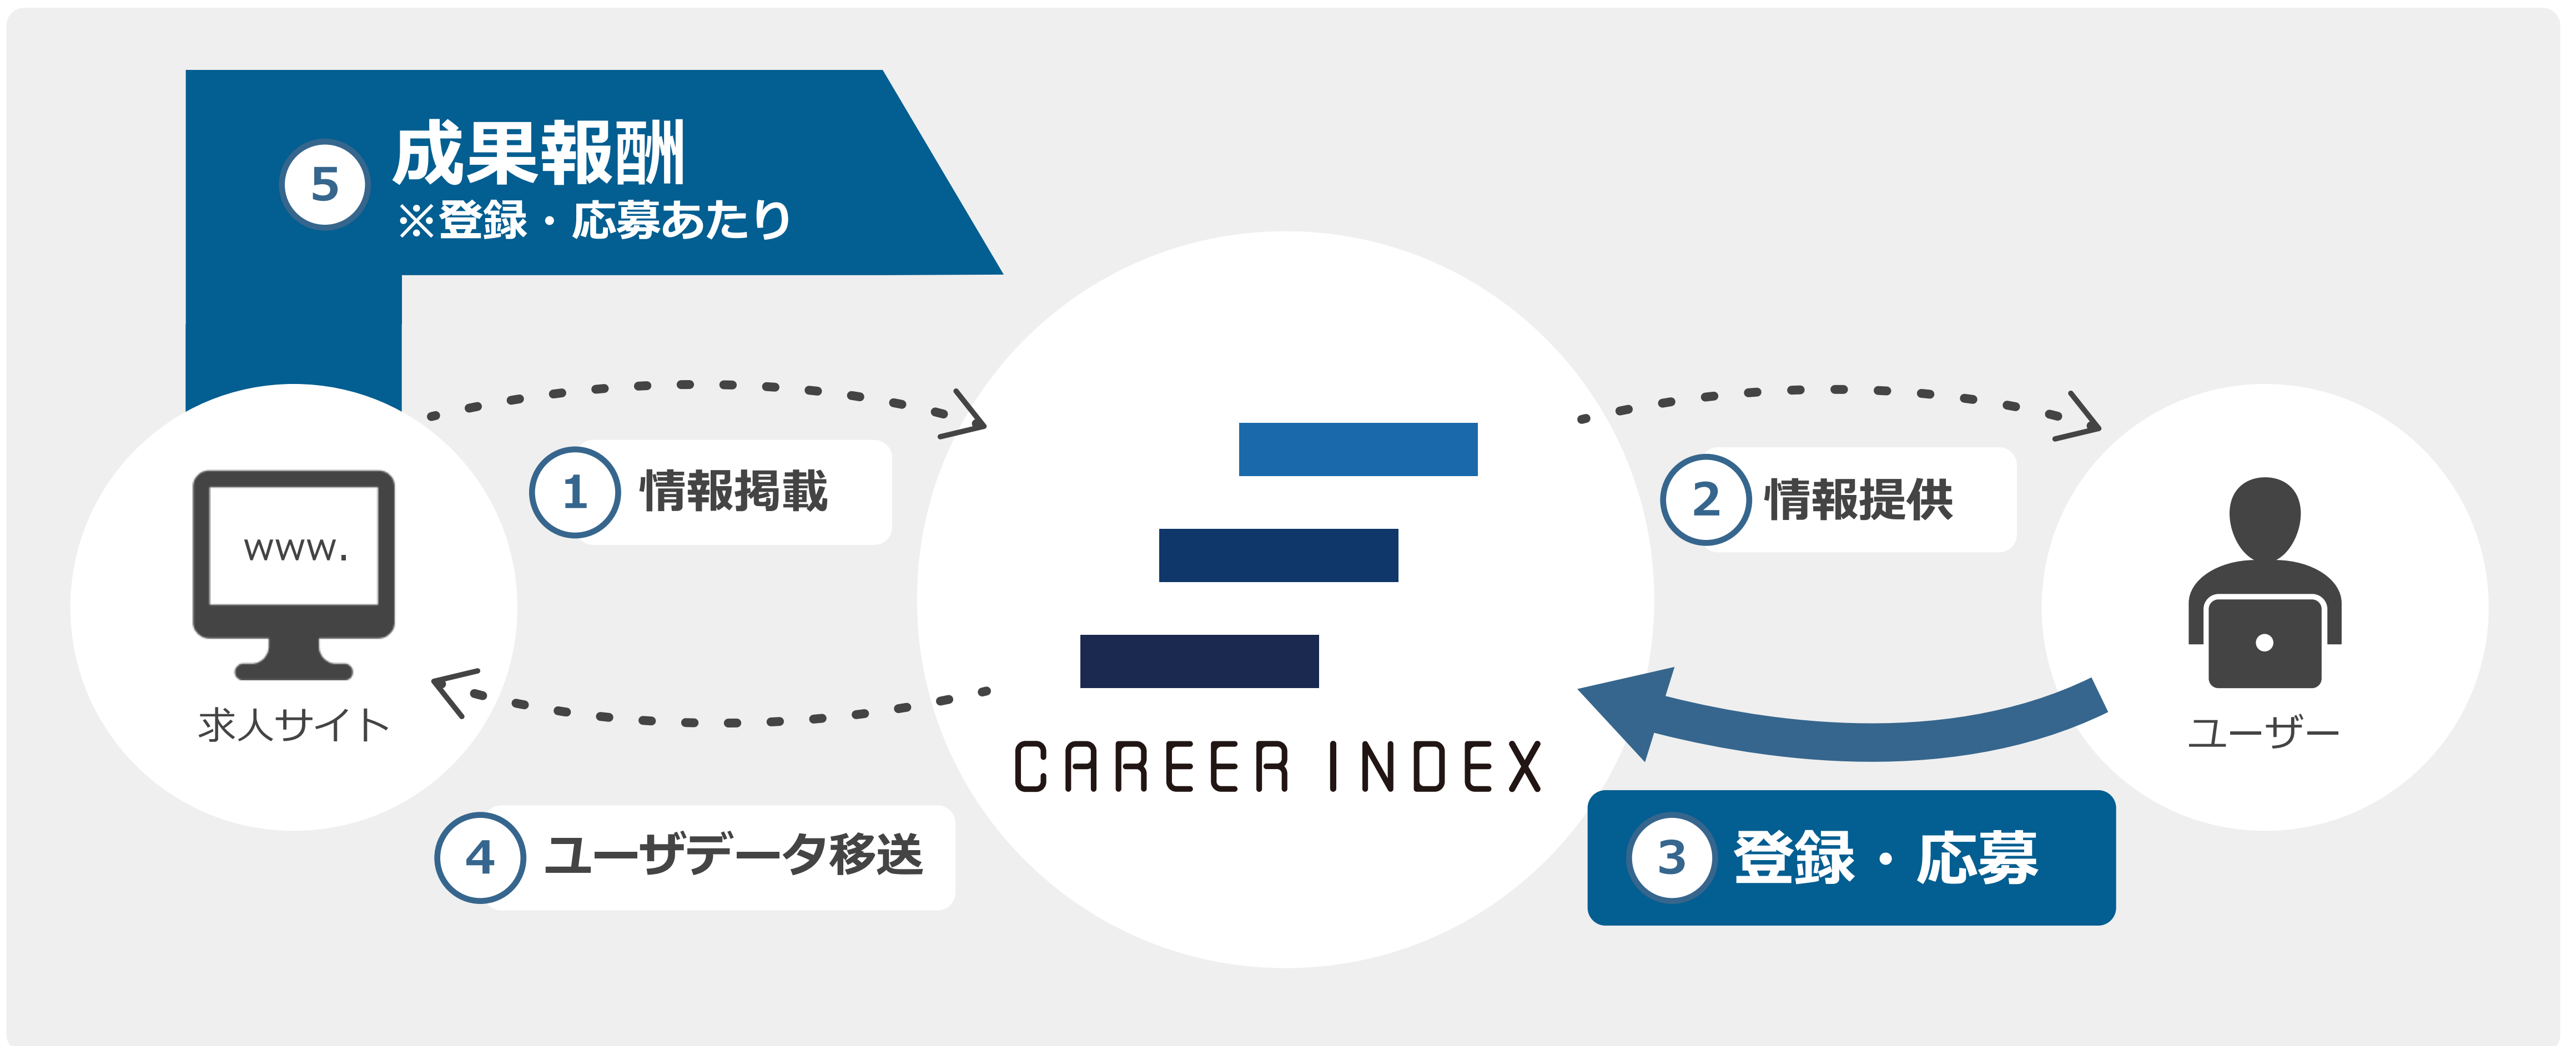 5
成果報酬
※登録・応募あたり
1
情報掲載
2
情報提供
www.
求人サイト
CAREER INDEX
ユーザー
4
ユーザデータ移送
3
登録・応募